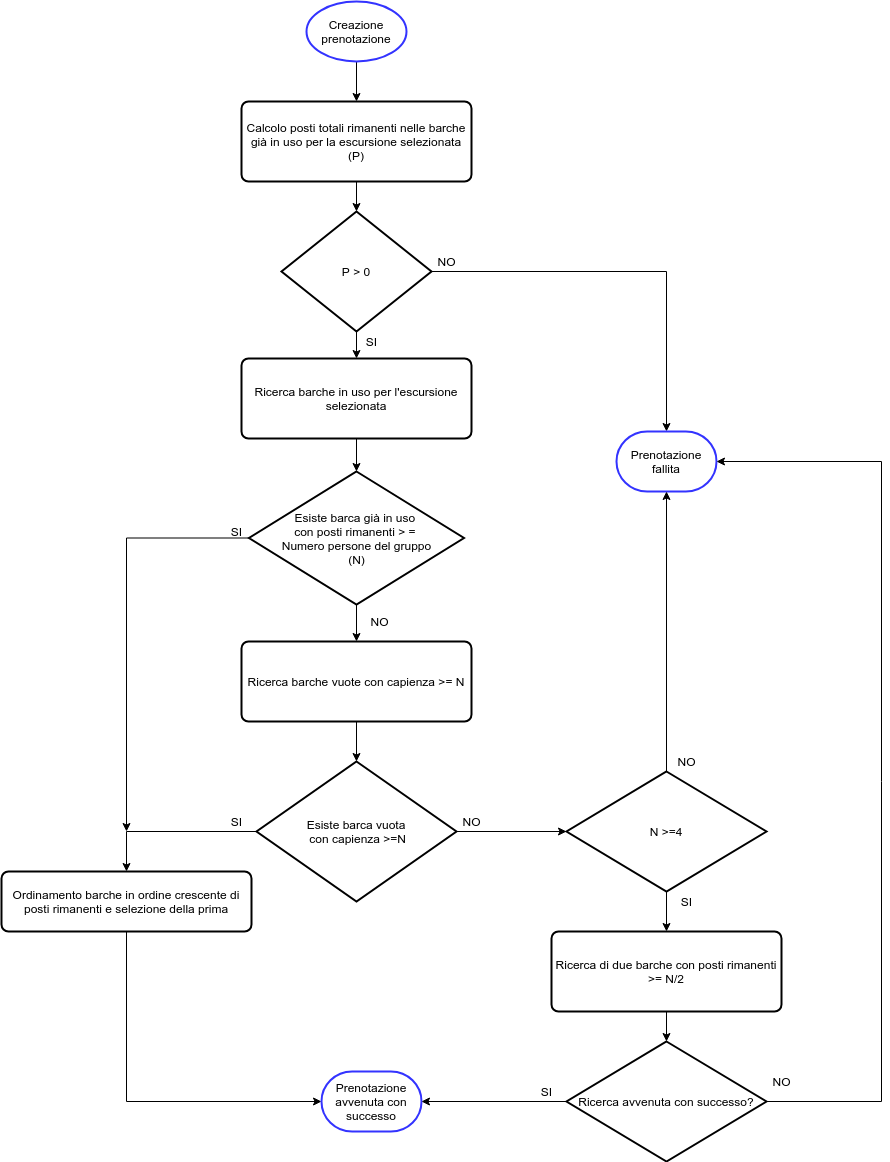 Creazione
prenotazione
Calcolo posti totali rimanenti nelle barche
già in uso per la escursione selezionata
(P)
P > 0
NO
SI
Ricerca barche in uso per l'escursione
selezionata
Prenotazione
fallita
Esiste barca già in uso
con posti rimanenti > =
Numero persone del gruppo
(N)
SI
NO
Ricerca barche vuote con capienza >= N
Esiste barca vuota
con capienza >=N
SI
NO
N >=4
NO
SI
Ordinamento barche in ordine crescente di
posti rimanenti e selezione della prima
Ricerca di due barche con posti rimanenti
>= N/2
Ricerca avvenuta con successo?
SI
NO
Prenotazione
avvenuta con
successo